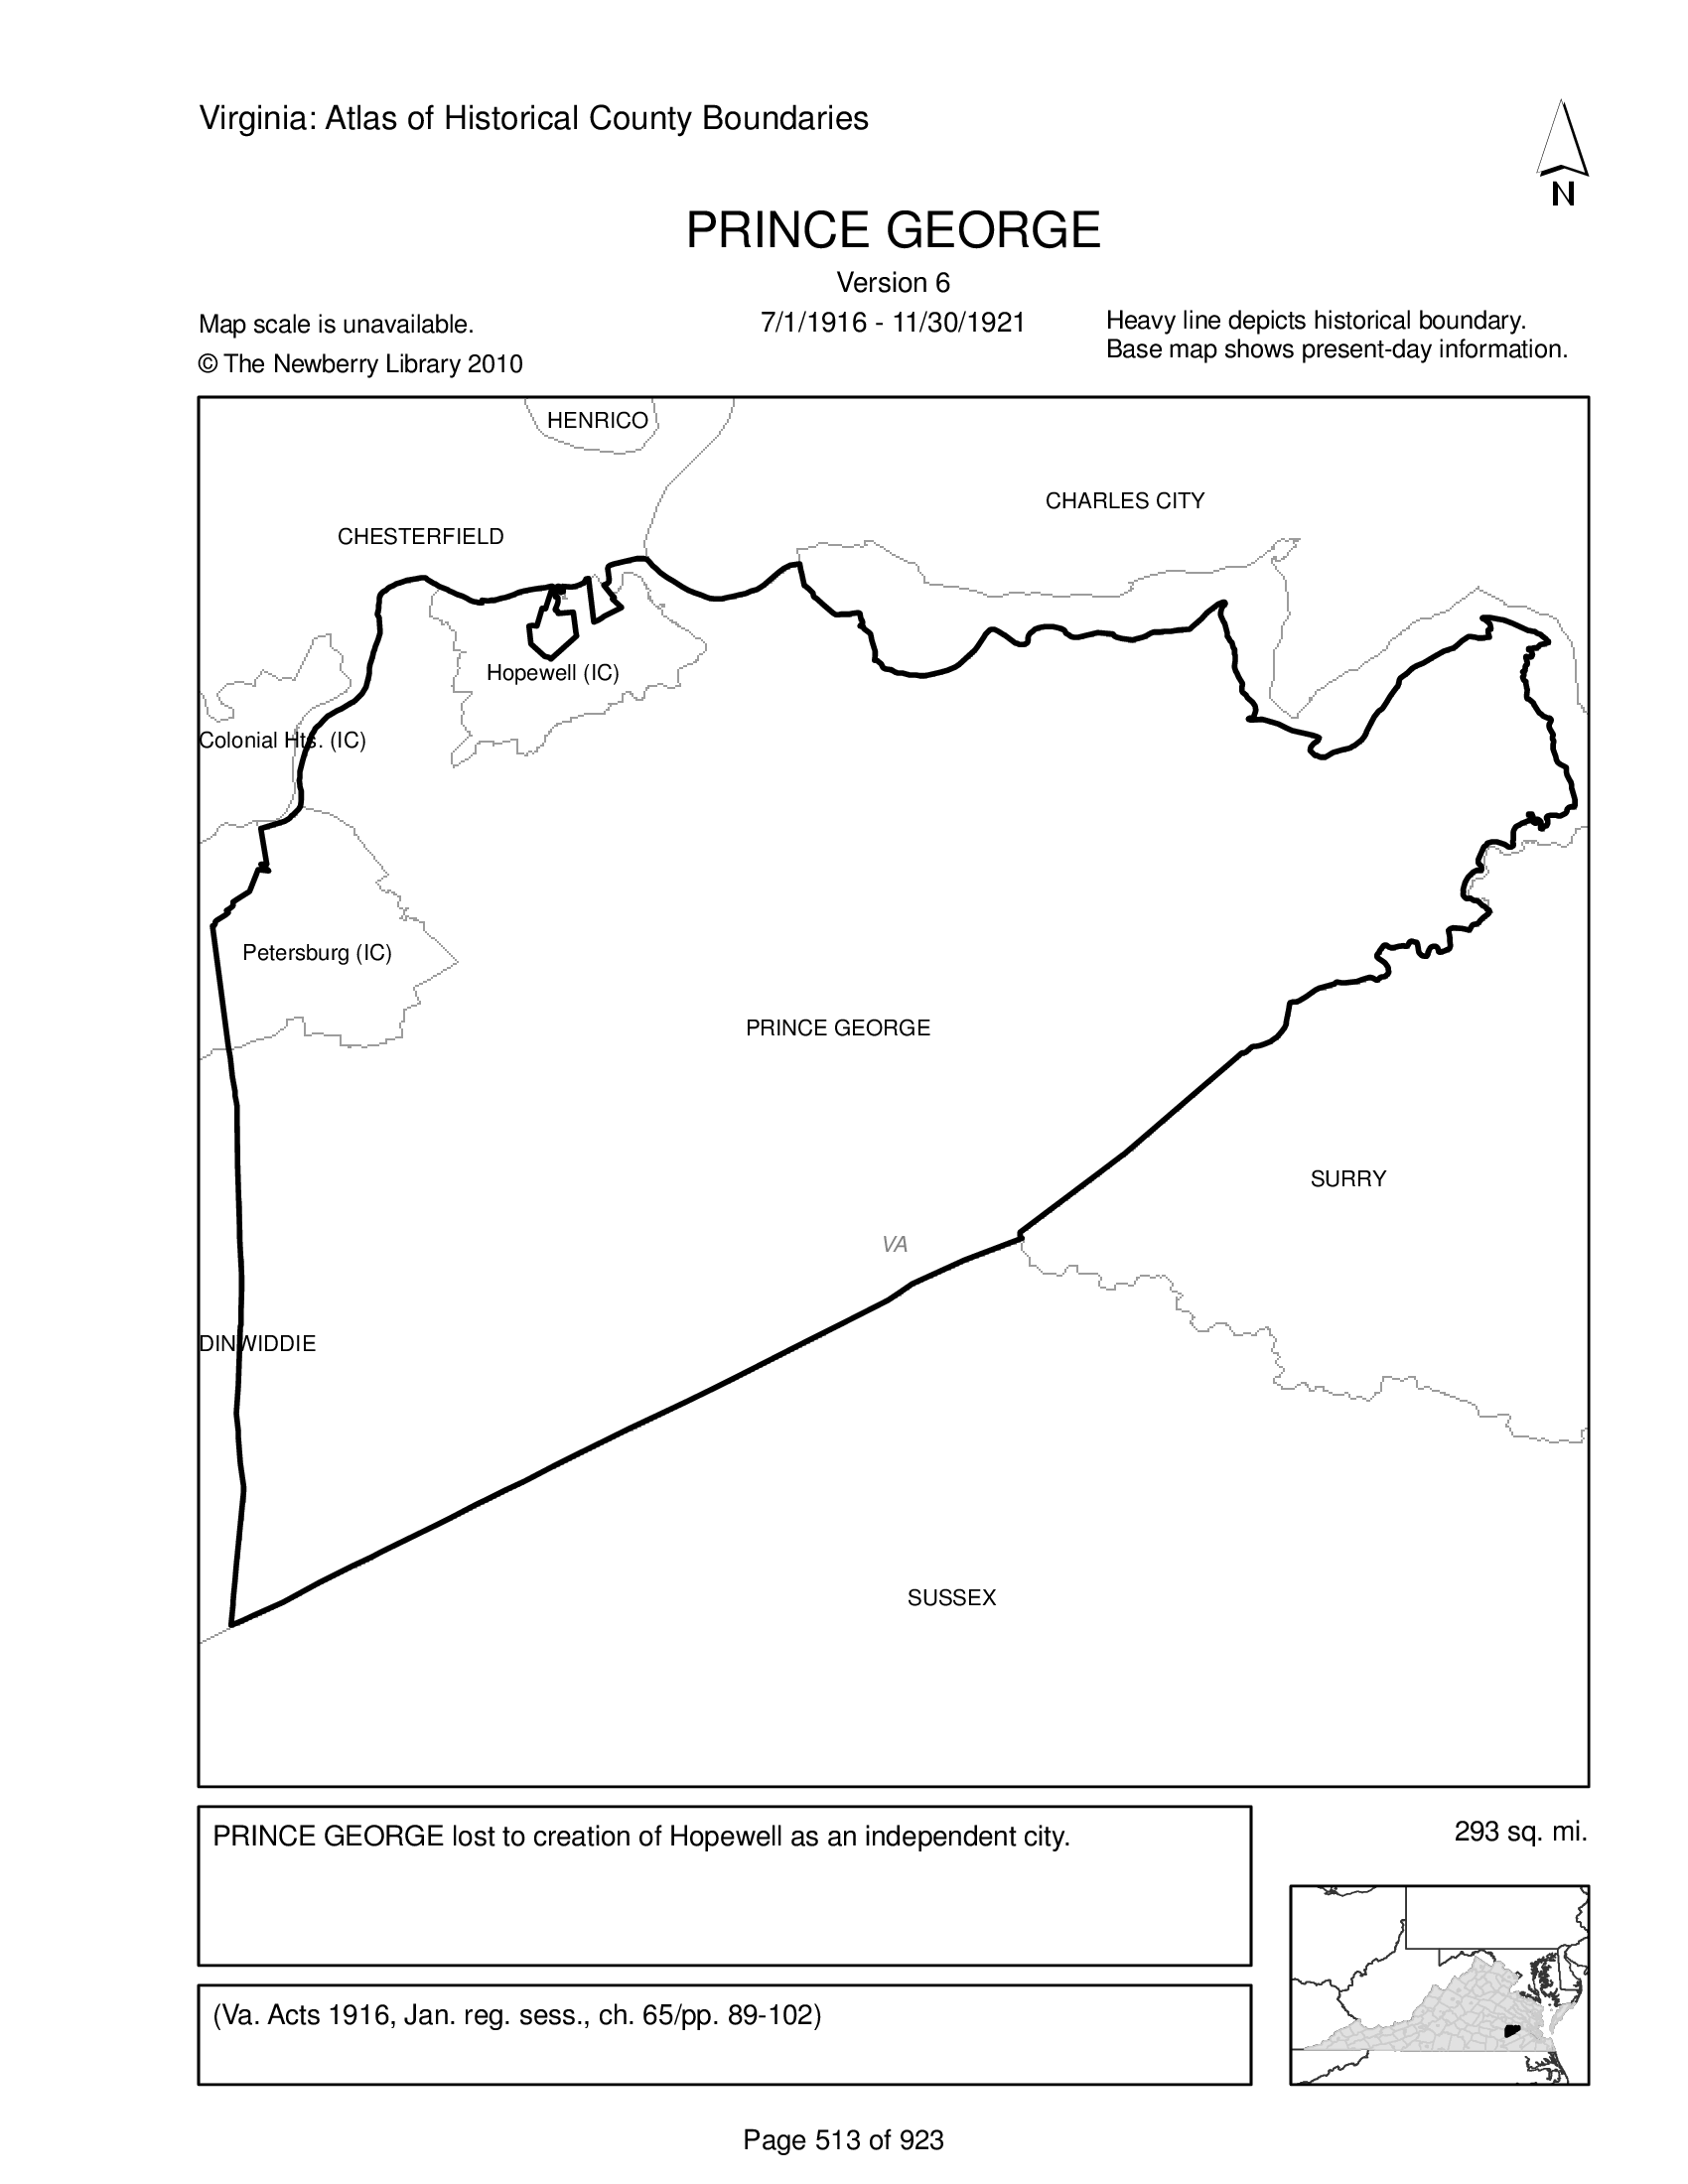 Virginia: Atlas of Historical County Boundaries
N
PRINCE GEORGE
Version 6
7/1/1916 - 11/30/1921
Map scale is unavailable.
© The Newberry Library 2010
Heavy line depicts historical boundary.
Base map shows present-day information.
HENRICO
CHARLES CITY
CHESTERFIELD
Hopewell (IC)
Colonial Hts. (IC)
Petersburg (IC)
PRINCE GEORGE
SURRY
VA
DINWIDDIE
SUSSEX
PRINCE GEORGE lost to creation of Hopewell as an independent city.
293 sq. mi.
(Va. Acts 1916, Jan. reg. sess., ch. 65/pp. 89-102)
Page 513 of 923